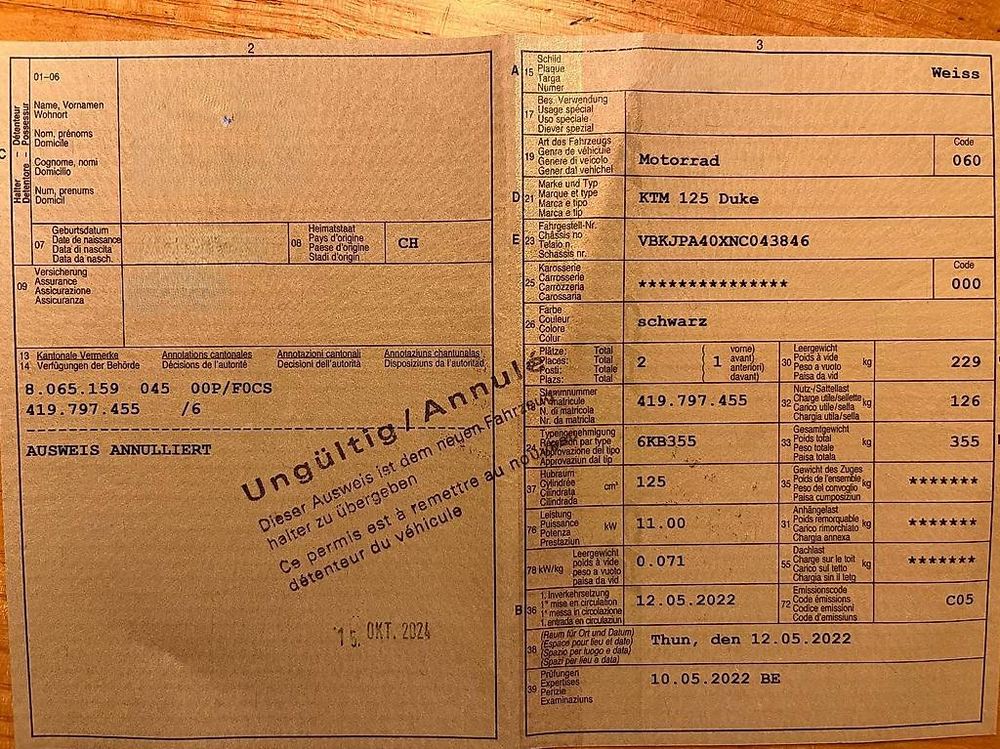 2
01–06
Halter – Détenteur
Detentore – Possessur
C
Name, Vornamen
Wohnort
Nom, prénoms
Domicile
Cognome, nomi
Domicilio
Num, prenums
Domicil
07
Geburtsdatum
Date de naissance
Data di nascita
Data da nasch.
08
Heimatstaat
Pays d'origine
Paese d'origine
Stadi d'origin
CH
09
Versicherung
Assurance
Assicurazione
Assicuranza
13 Kantonale Vermerke
14 Verfügungen der Behörde
Annotations cantonales
Décisions de l'autorité
Annotazioni cantonali
Decisioni dell'autorità
Annotaziuns chantunalas
Disposiziuns da l'autoritad
8.065.159 045 00P/F0CS
419.797.455 /6
AUSWEIS ANNULLIERT
Ungültig/Annulé
Dieser Ausweis ist dem neuen Fahrzeug-
halter zu übergeben
Ce permis est à remettre au nouveau
détenteur du véhicule
15. OKT. 2024
3
A 15
Schild
Plaque
Targa
Numer
Weiss
17
Bes. Verwendung
Usage spécial
Uso speciale
Diever spezial
19
Art des Fahrzeugs
Genre de véhicule
Genere di veicolo
Gener dal vehichel
Motorrad
Code
060
D 21
Marke und Typ
Marque et type
Marca e tipo
Marca e tip
KTM 125 Duke
E 23
Fahrgestell-Nr.
Châssis no
Telaio n.
Schassis nr.
VBKJPA40XNC043846
25
Karosserie
Carrosserie
Carrozzeria
Carossaria
***************
Code
000
26
Farbe
Couleur
Colore
Colur
schwarz
Plätze: Total
Places: Total
Posti: Totale
Plazs: Total
2
1
vorne)
avant)
anteriori)
davant)
30
Leergewicht
Poids à vide
Peso a vuoto
Paisa da vid
kg
229
Stammnummer
N° matricule
N. di matricola
Nr. da matricla
419.797.455
32
Nutz-/Sattellast
Charge utile/sellette
Carico utile/sella
Chargia utila/sella
kg
126
24
Typengenehmigung
Réception par type
Approvazione del tipo
Approvaziun dal tip
6KB355
33
Gesamtgewicht
Poids total
Peso totale
Paisa totala
kg
355
37
Hubraum
Cylindrée
Cilindrata
Cilindrada
cm³
125
35
Gewicht des Zuges
Poids de l'ensemble
Peso del convoglio
Paisa cumposiziun
kg
*******
76
Leistung
Puissance
Potenza
Prestaziun
kW
11.00
31
Anhängelast
Poids remorquable
Carico rimorchiato
Chargia annexa
kg
*******
78 kW/kg
Leergewicht
poids à vide
peso a vuoto
paisa da vid
0.071
55
Dachlast
Charge sur le toit
Carico sul tetto
Chargia sin il tetg
kg
*******
B 36
1. Inverkehrsetzung
1re mise en circulation
1a messa in circolazione
1. entrada en circulaziun
12.05.2022
72
Emissionscode
Code émissions
Codice emissioni
Code d'emissiuns
C05
38
(Raum für Ort und Datum)
(Espace pour lieu et date)
(Spazio per luogo e data)
(Spazi per lieu e data)
Thun, den 12.05.2022
39
Prüfungen
Expertises
Perizie
Examinaziuns
10.05.2022 BE